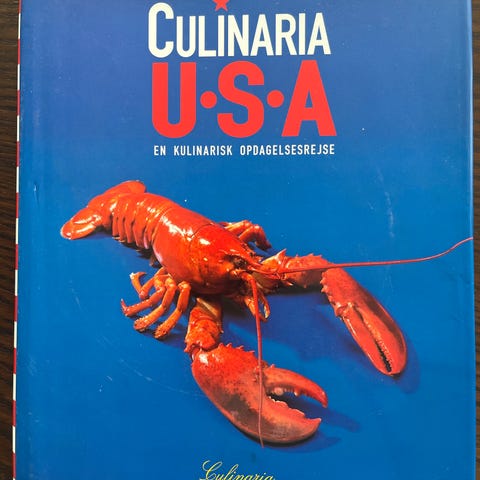 CULINARIA
U·S·A
EN KULINARISK OPDAGELSESREJSE
Culinaria